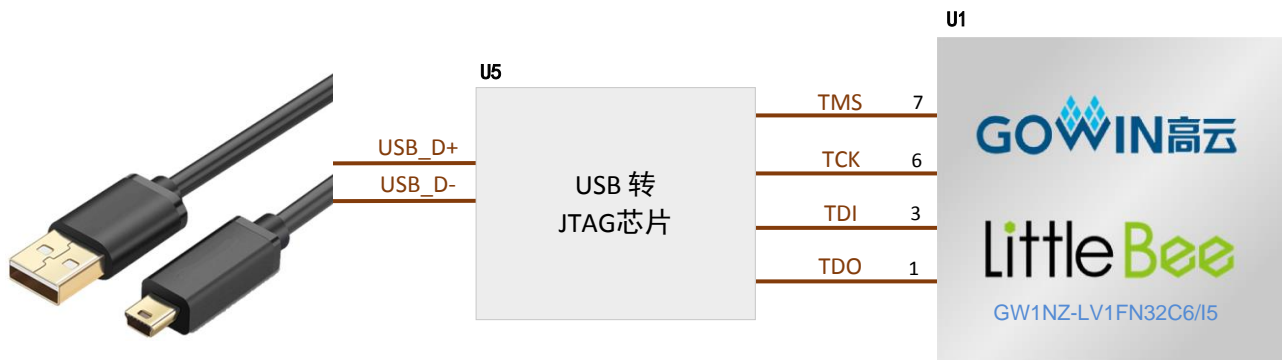 U1
U5
TMS 7
USB_D+
TCK 6
USB_D-
USB 转
JTAG芯片
TDI 3
TDO 1
GOWIN高云
LittleBee
GW1NZ-LV1FN32C6/I5